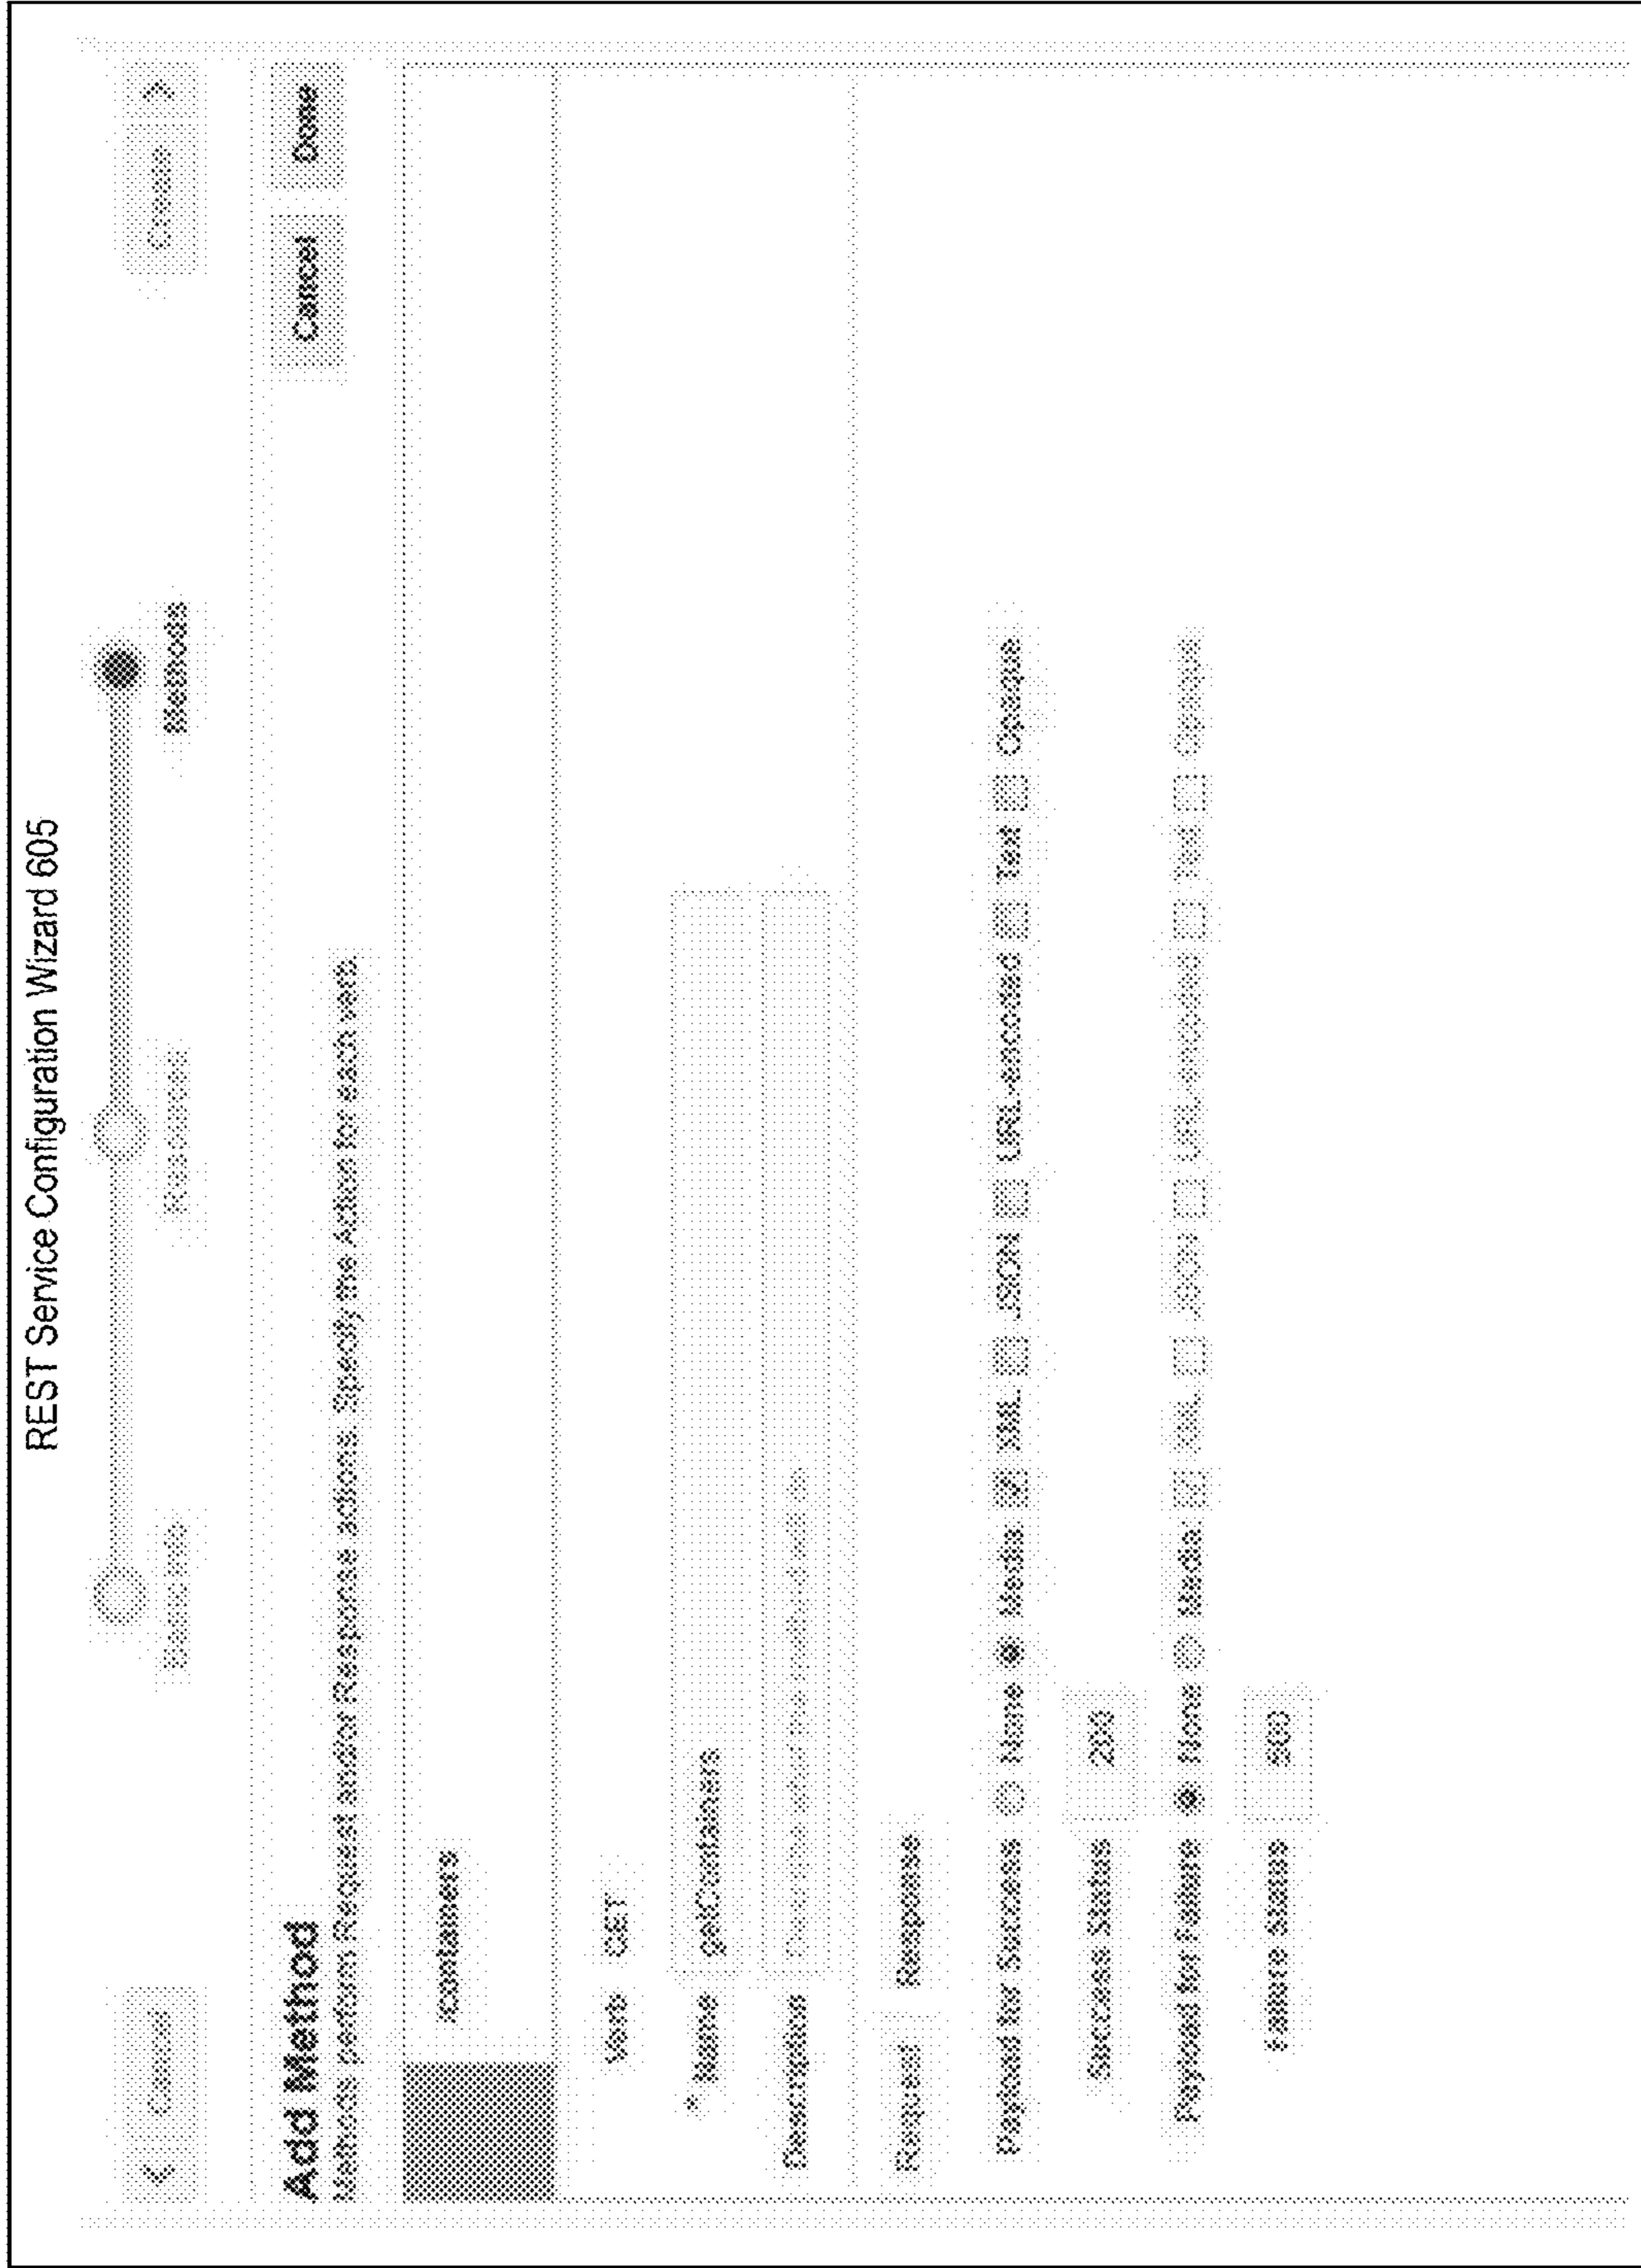 REST Service Configuration Wizard 605
Resources
Methods
Add Method
Cancel Done
Methods perform Request and/or Response actions. Specify the Action for each verb
containers
Verb GET
* Name getContainers
Description
Request Response
Payload for Success None Media XML JSON URL-encoded Text Opaque
Success Status 200
Payload for Failure None Media XML JSON URL-encoded Text Opaque
Failure Status 500